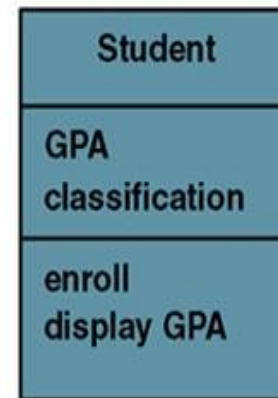 Student
GPA
classification
enroll
display GPA